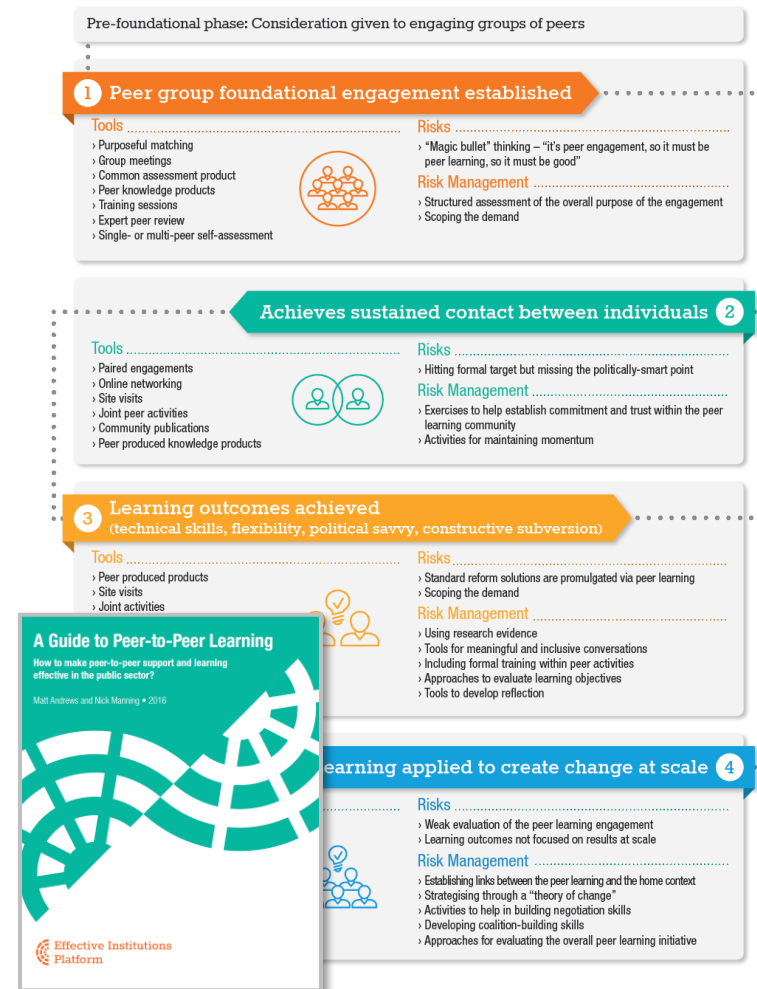 Pre-foundational phase: Consideration given to engaging groups of peers
1 Peer group foundational engagement established
Tools
› Purposeful matching
› Group meetings
› Common assessment product
› Peer knowledge products
› Training sessions
› Expert peer review
› Single- or multi-peer self-assessment
Risks
› “Magic bullet” thinking – “it’s peer engagement, so it must be
peer learning, so it must be good”
Risk Management
› Structured assessment of the overall purpose of the engagement
› Scoping the demand
Achieves sustained contact between individuals 2
Tools
› Paired engagements
› Online networking
› Site visits
› Joint peer activities
› Community publications
› Peer produced knowledge products
Risks
› Hitting formal target but missing the politically-smart point
Risk Management
› Exercises to help establish commitment and trust within the peer
learning community
› Activities for maintaining momentum
3 Learning outcomes achieved
(technical skills, flexibility, political savvy, constructive subversion)
Tools
› Peer produced products
› Site visits
› Joint activities
Risks
› Standard reform solutions are promulgated via peer learning
› Scoping the demand
Risk Management
› Using research evidence
› Tools for meaningful and inclusive conversations
› Including formal training within peer activities
› Approaches to evaluate learning objectives
› Tools to develop reflection
earning applied to create change at scale 4
Risks
› Weak evaluation of the peer learning engagement
› Learning outcomes not focused on results at scale
Risk Management
› Establishing links between the peer learning and the home context
› Strategising through a “theory of change”
› Activities to help in building negotiation skills
› Developing coalition-building skills
› Approaches for evaluating the overall peer learning initiative
A Guide to Peer-to-Peer Learning
How to make peer-to-peer support and learning
effective in the public sector?
Matt Andrews and Nick Manning • 2016
Effective Institutions
Platform